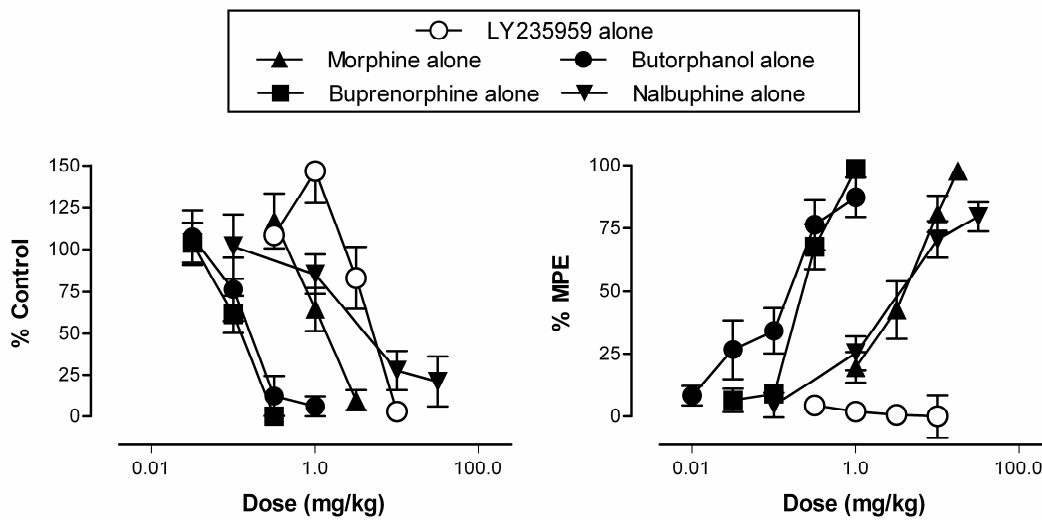 LY235959 alone
Morphine alone
Butorphanol alone
Buprenorphine alone
Nalbuphine alone
150
125
100
75
50
25
0
% Control
0.01
1.0
100.0
Dose (mg/kg)
100
75
50
25
0
% MPE
0.01
1.0
100.0
Dose (mg/kg)